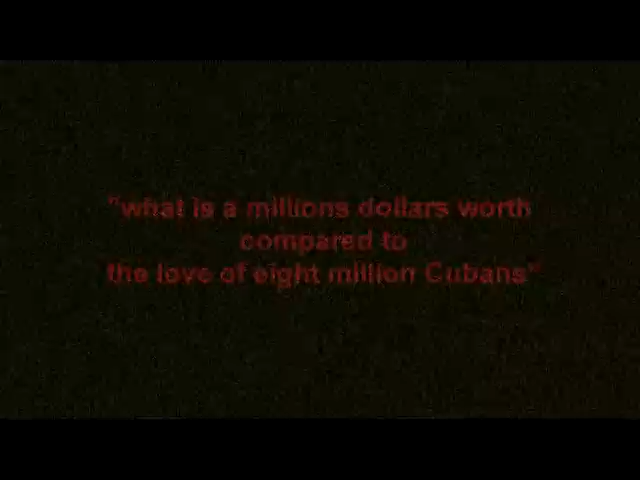 "what is a millions dollars worth
compared to
the love of eight million Cubans"